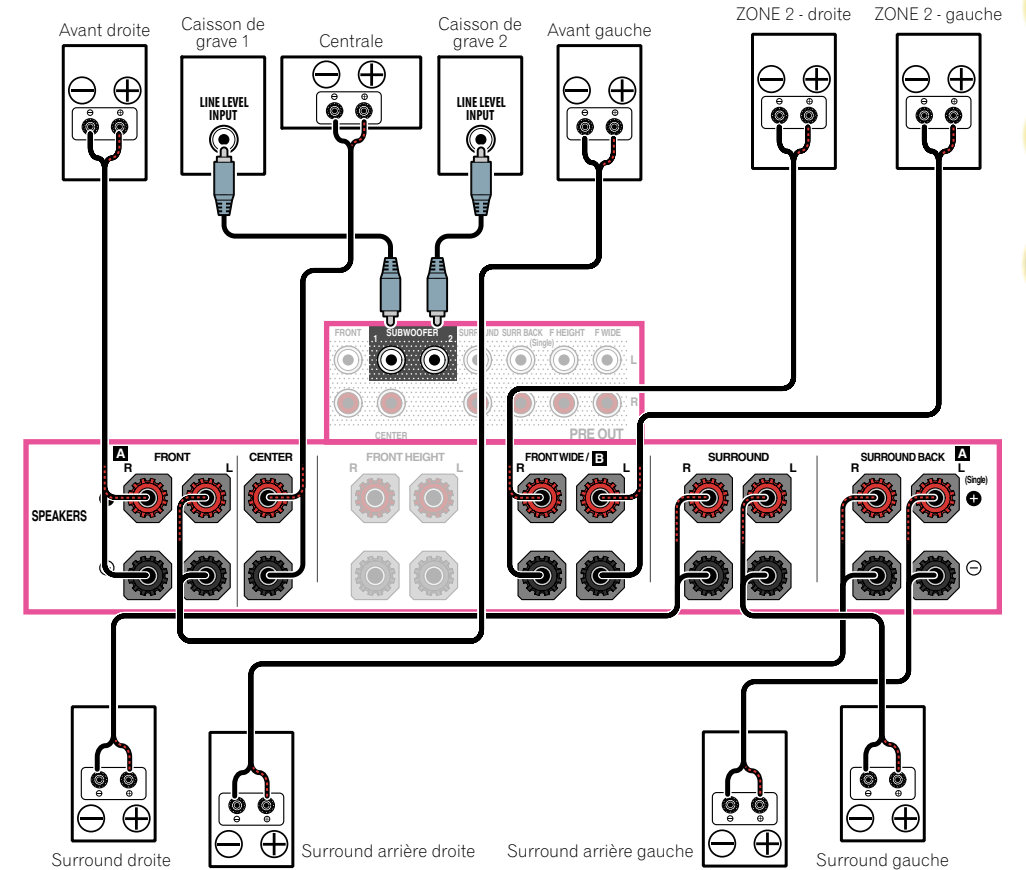 Avant droite
Caisson de
grave 1
Centrale
Caisson de
grave 2
Avant gauche
ZONE 2 - droite
ZONE 2 - gauche
LINE LEVEL
INPUT
LINE LEVEL
INPUT
FRONT
SUBWOOFER
1
2
SURROUND
SURR BACK
(Single)
F HEIGHT
F WIDE
L
R
CENTER
PRE OUT
SPEAKERS
A
R
FRONT
L
CENTER
R
FRONT HEIGHT
L
R
FRONT WIDE / B
L
R
SURROUND
L
R
SURROUND BACK
A
L
(Single)
Surround droite
Surround arrière droite
Surround arrière gauche
Surround gauche